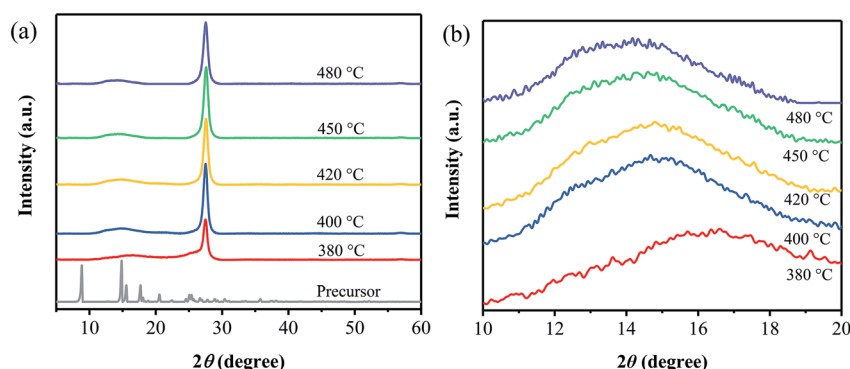 (a)
Intensity (a.u.)
480 °C
450 °C
420 °C
400 °C
380 °C
Precursor
10 20 30 40 50 60
2θ (degree)
(b)
Intensity (a.u.)
480 °C
450 °C
420 °C
400 °C
380 °C
10 12 14 16 18 20
2θ (degree)